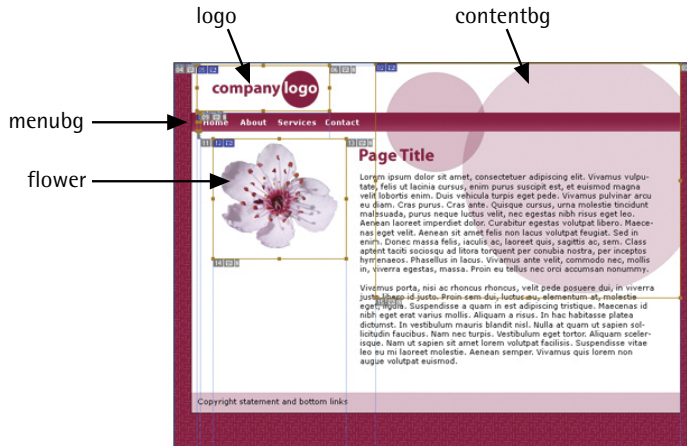 logo
contentbg
menubg
flower
company logo
Home About Services Contact
Page Title
Lorem ipsum dolor sit amet, consectetuer adipiscing elit. Vivamus vulpu-
tate, felis ut lacinia cursus, enim purus suscipit est, et euismod magna
velit lobortis enim. Duis vehicula turpis eget pede. Vivamus pulvinar arcu
eu diam. Cras purus. Cras ante. Quisque cursus, urna molestie tincidunt
malesuada, purus neque luctus velit, nec egestas nibh risus eget leo.
Aenean laoreet imperdiet dolor. Curabitur egestas volutpat libero. Maece-
nas eget velit. Aenean sit amet felis non lacus volutpat feugiat. Sed in
enim. Donec massa felis, iaculis ac, laoreet quis, sagittis ac, sem. Class
aptent taciti sociosqu ad litora torquent per conubia nostra, per inceptos
hymenaeos. Phasellus in lacus. Vivamus ante velit, commodo nec, mollis
in, viverra egestas, massa. Proin eu tellus nec orci accumsan nonummy.
Vivamus porta, nisi ac rhoncus rhoncus, velit pede posuere dui, in viverra
justo libero id justo. Proin sem dui, luctus eu, elementum at, molestie
eget, ligula. Suspendisse a quam in est adipiscing tristique. Maecenas id
nibh eget erat varius mollis. Aliquam a risus. In hac habitasse platea
dictumst. In vestibulum mauris blandit nisl. Nulla at quam ut sapien sol-
licitudin faucibus. Nam nec turpis. Vestibulum eget tortor. Aliquam sceler-
isque. Nam ut sapien sit amet lorem volutpat facilisis. Suspendisse vitae
leo eu mi laoreet molestie. Aenean semper. Vivamus quis lorem non
augue volutpat euismod.
Copyright statement and bottom links